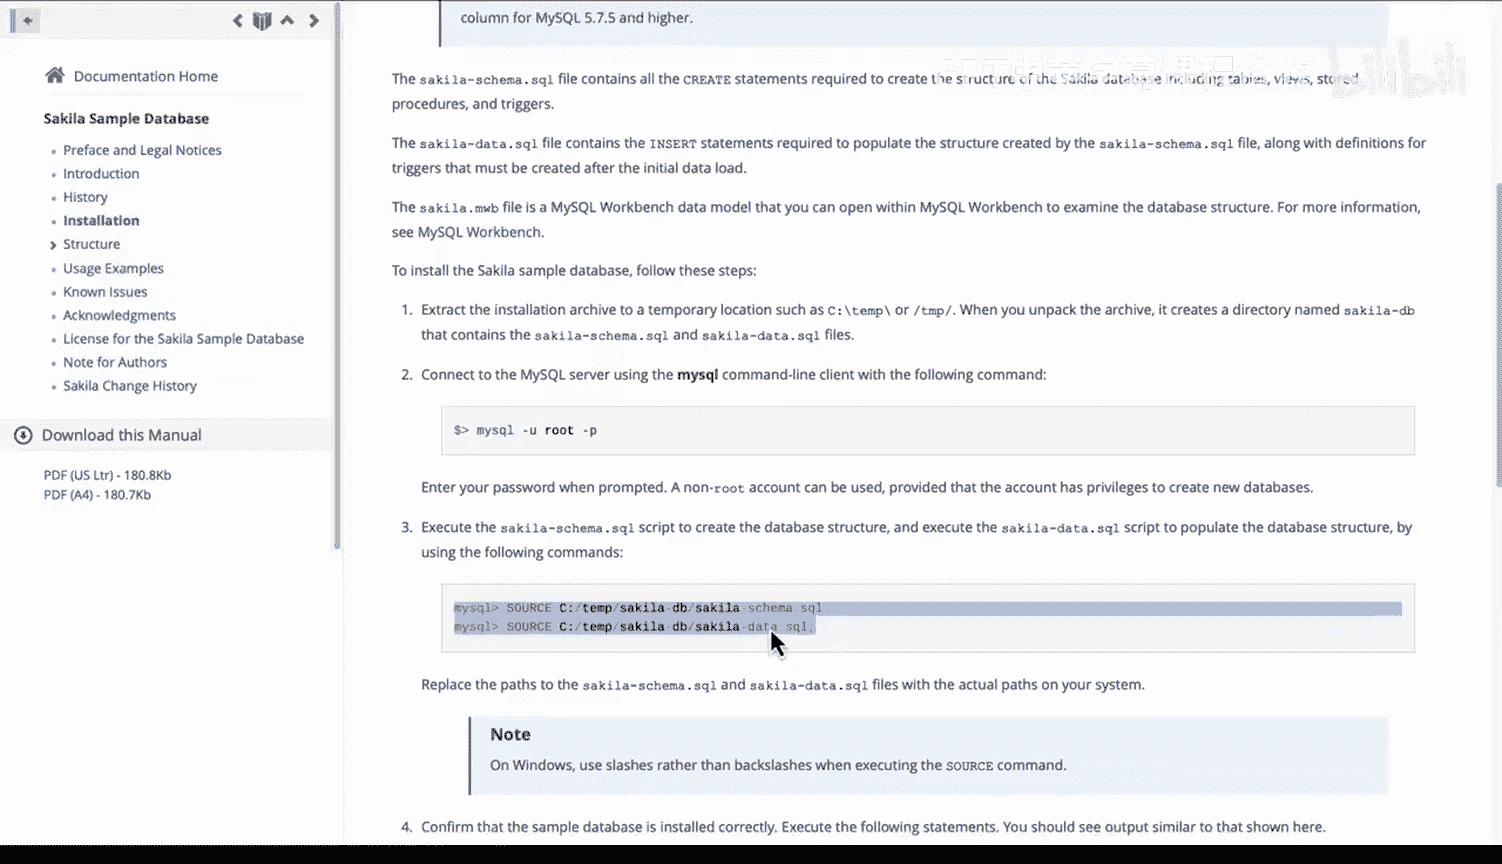 column for MySQL 5.7.5 and higher.
Documentation Home
Sakila Sample Database
Preface and Legal Notices
Introduction
History
Installation
Structure
Usage Examples
Known Issues
Acknowledgments
License for the Sakila Sample Database
Note for Authors
Sakila Change History
Download this Manual
PDF (US Ltr) - 180.8Kb
PDF (A4) - 180.7Kb
The sakila-schema.sql file contains all the CREATE statements required to create the structure of the Sakila database including tables, views, stored
procedures, and triggers.
The sakila-data.sql file contains the INSERT statements required to populate the structure created by the sakila-schema.sql file, along with definitions for
triggers that must be created after the initial data load.
The sakila.mwb file is a MySQL Workbench data model that you can open within MySQL Workbench to examine the database structure. For more information,
see MySQL Workbench.
To install the Sakila sample database, follow these steps:
1. Extract the installation archive to a temporary location such as C:\temp\ or /tmp/. When you unpack the archive, it creates a directory named sakila-db
that contains the sakila-schema.sql and sakila-data.sql files.
2. Connect to the MySQL server using the mysql command-line client with the following command:
$> mysql -u root -p
Enter your password when prompted. A non-root account can be used, provided that the account has privileges to create new databases.
3. Execute the sakila-schema.sql script to create the database structure, and execute the sakila-data.sql script to populate the database structure, by
using the following commands:
mysql> SOURCE C:/temp/sakila-db/sakila-schema.sql
mysql> SOURCE C:/temp/sakila-db/sakila-data.sql;
Replace the paths to the sakila-schema.sql and sakila-data.sql files with the actual paths on your system.
Note
On Windows, use slashes rather than backslashes when executing the SOURCE command.
4. Confirm that the sample database is installed correctly. Execute the following statements. You should see output similar to that shown here.
bilibili